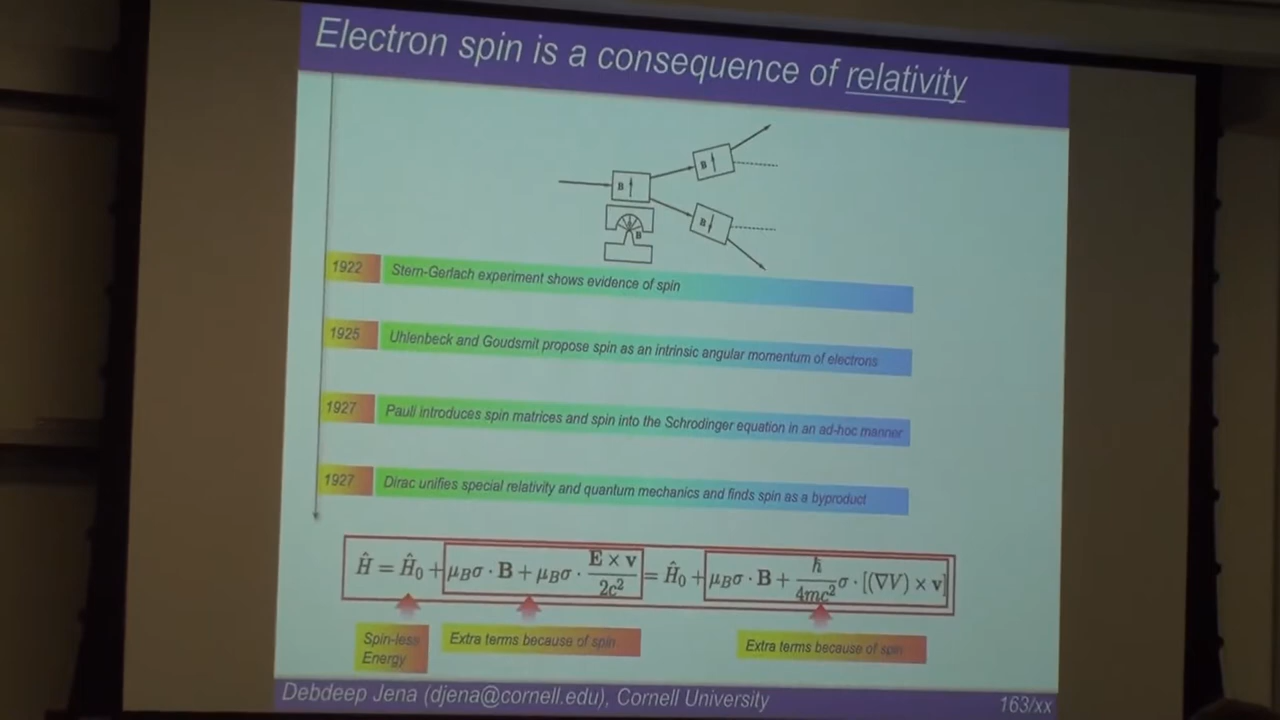 Electron spin is a consequence of relativity
B
B
B
B
1922 Stern-Gerlach experiment shows evidence of spin
1925 Uhlenbeck and Goudsmit propose spin as an intrinsic angular momentum of electrons
1927 Pauli introduces spin matrices and spin into the Schrodinger equation in an ad-hoc manner
1927 Dirac unifies special relativity and quantum mechanics and finds spin as a byproduct
Ĥ = Ĥ₀ + μ_Bσ · B + μ_Bσ · (E × v)/(2c²) = Ĥ₀ + μ_Bσ · B + ħ/(4mc²) σ · [(∇V) × v]
Spin-less
Energy
Extra terms because of spin
Extra terms because of spin
Debdeep Jena (djena@cornell.edu), Cornell University
163/xx